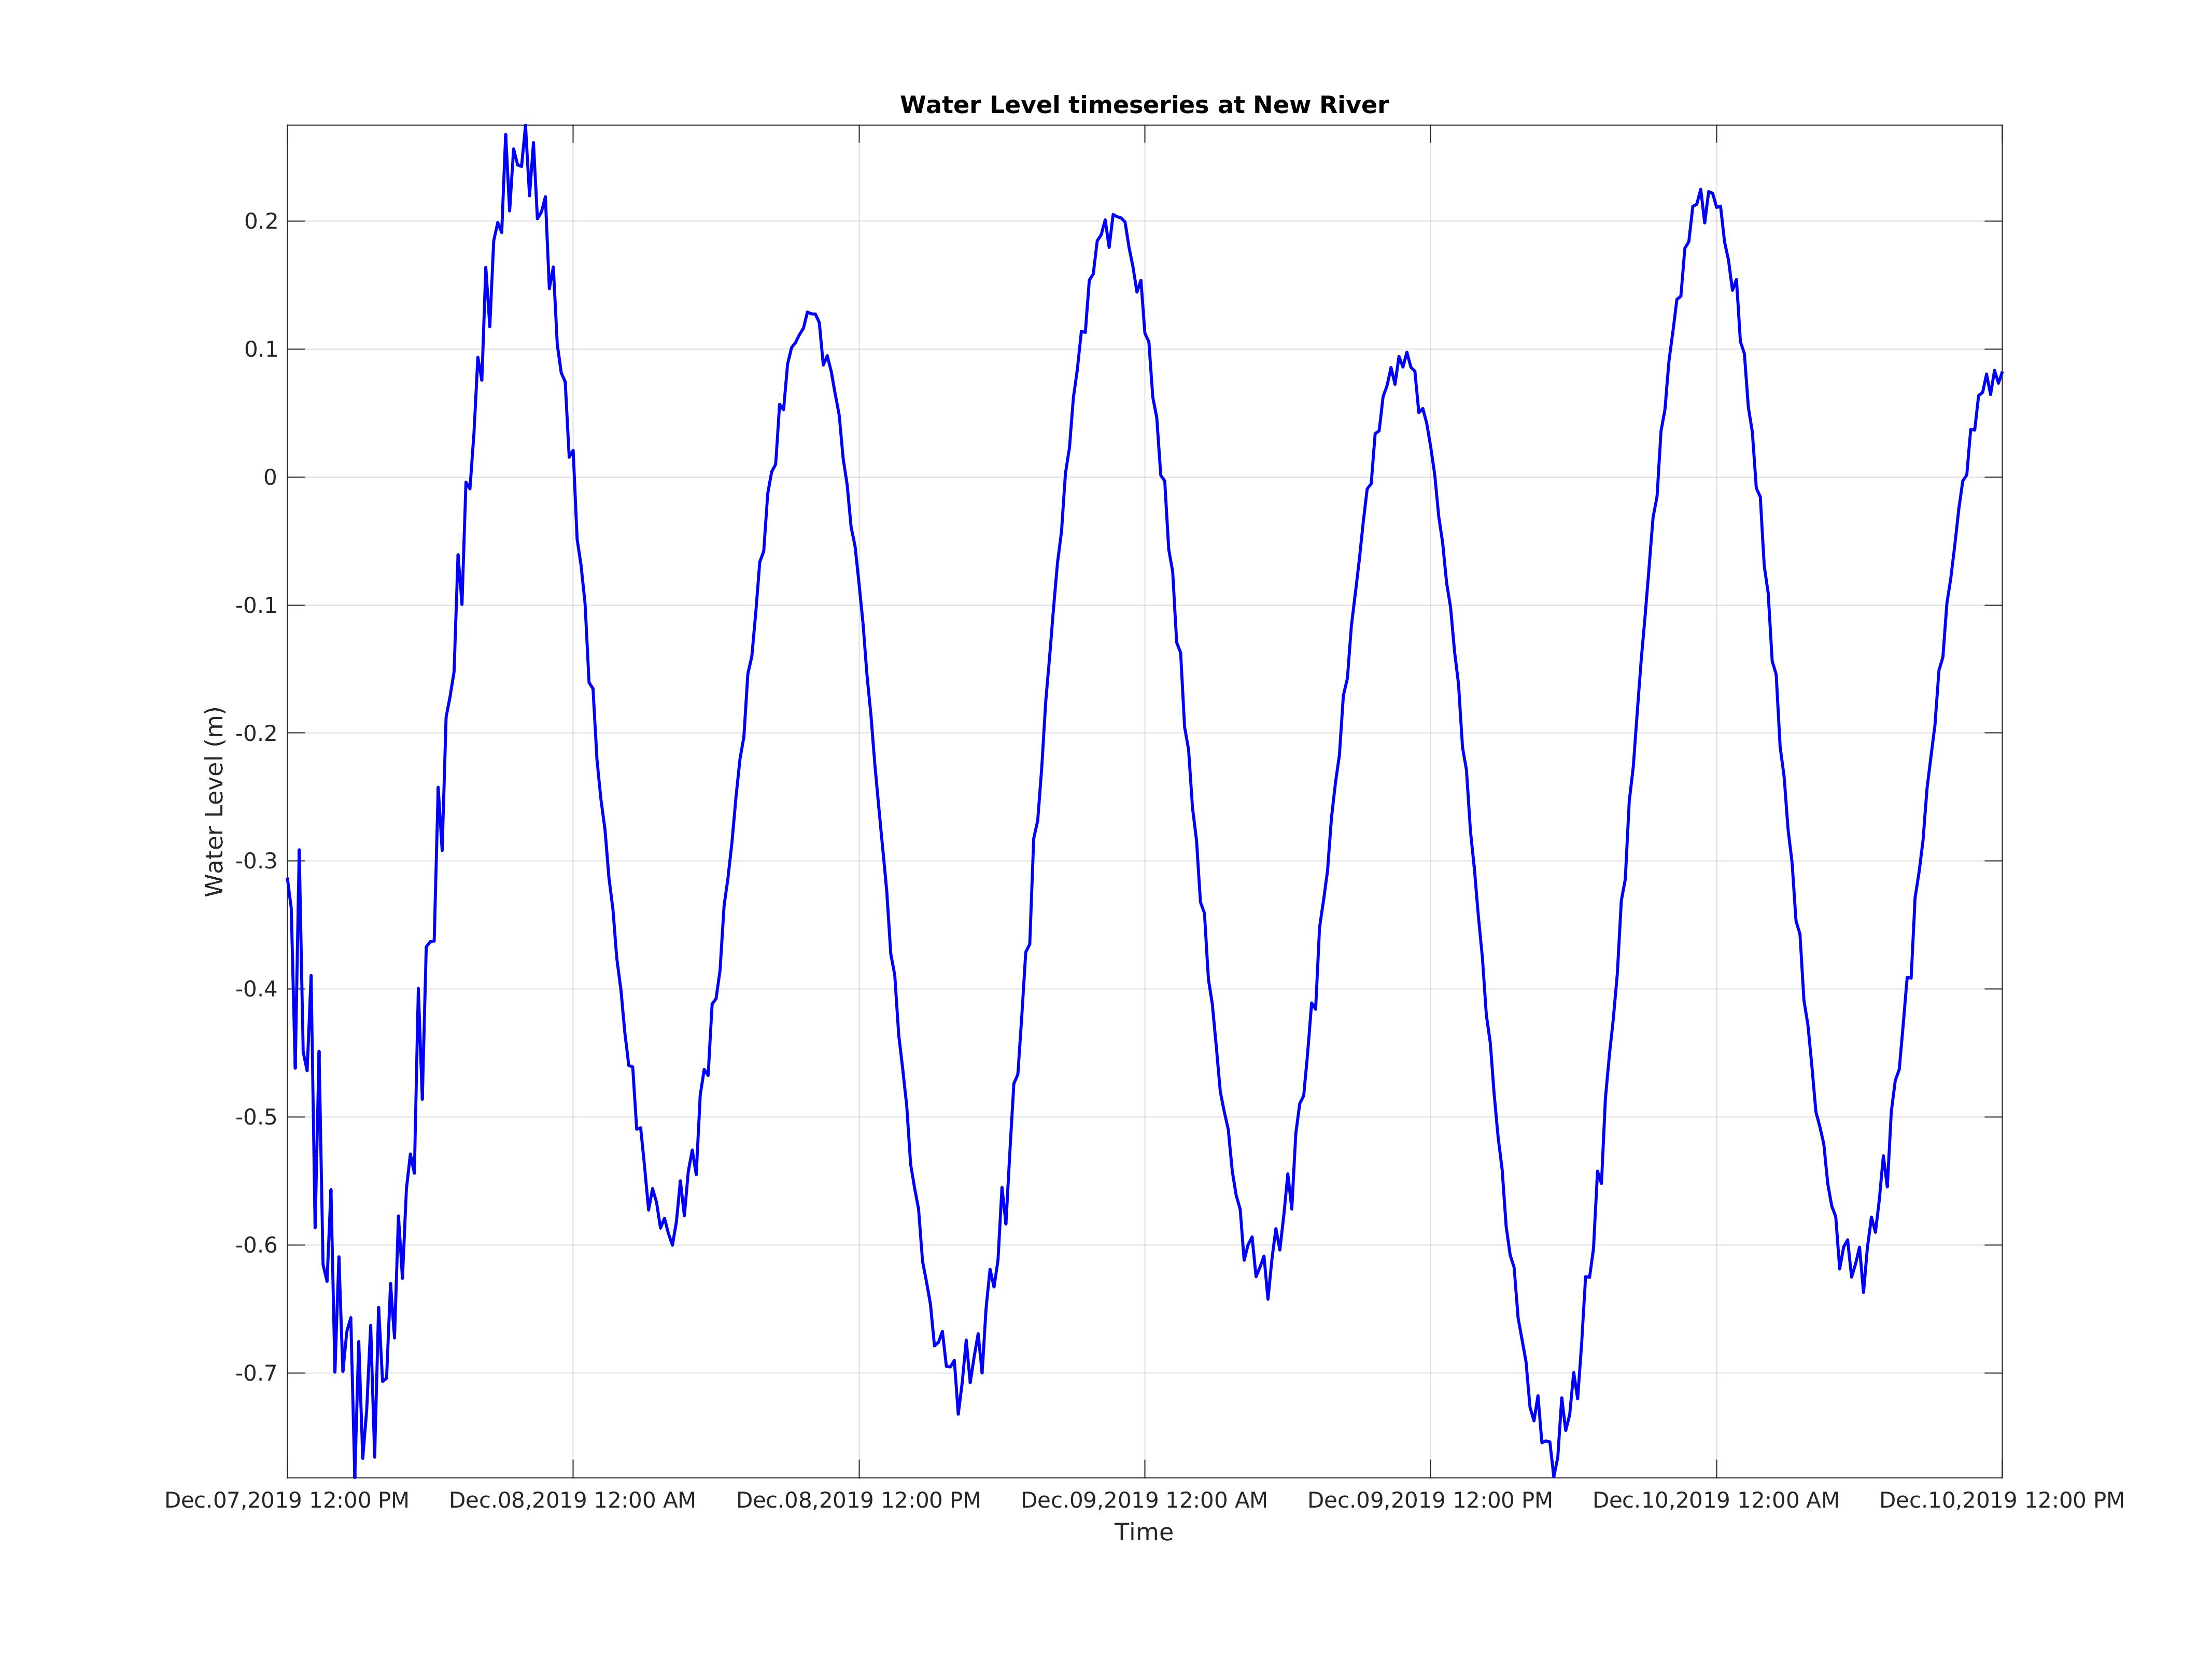 Water Level timeseries at New River
0.2
0.1
0
-0.1
-0.2
-0.3
-0.4
-0.5
-0.6
-0.7
Water Level (m)
Dec.07,2019 12:00 PM Dec.08,2019 12:00 AM Dec.08,2019 12:00 PM Dec.09,2019 12:00 AM Dec.09,2019 12:00 PM Dec.10,2019 12:00 AM Dec.10,2019 12:00 PM
Time